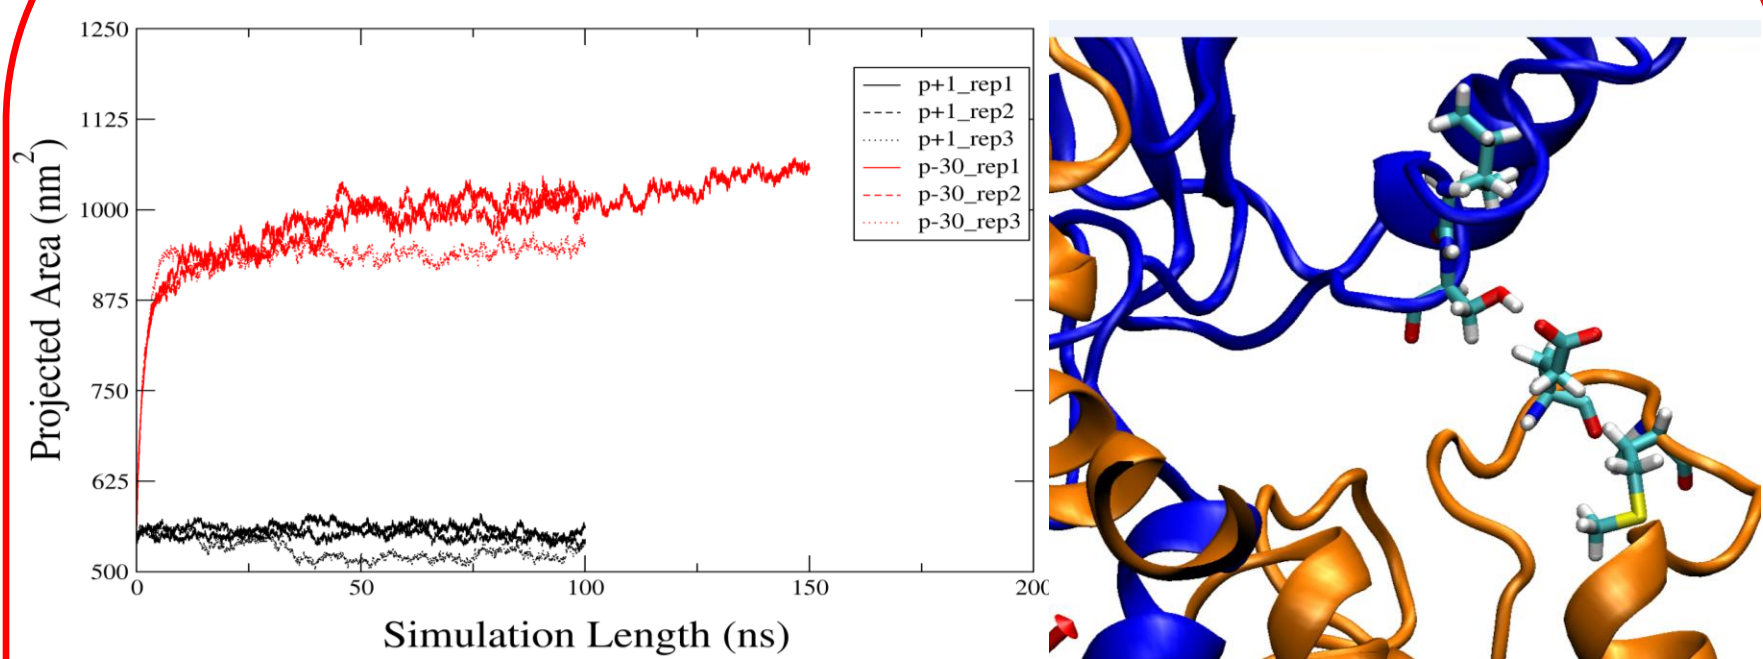 1250
1125
1000
875
750
625
500
Projected Area (nm²)
0
50
100
150
200
Simulation Length (ns)
p+1_rep1
p+1_rep2
p+1_rep3
p-30_rep1
p-30_rep2
p-30_rep3